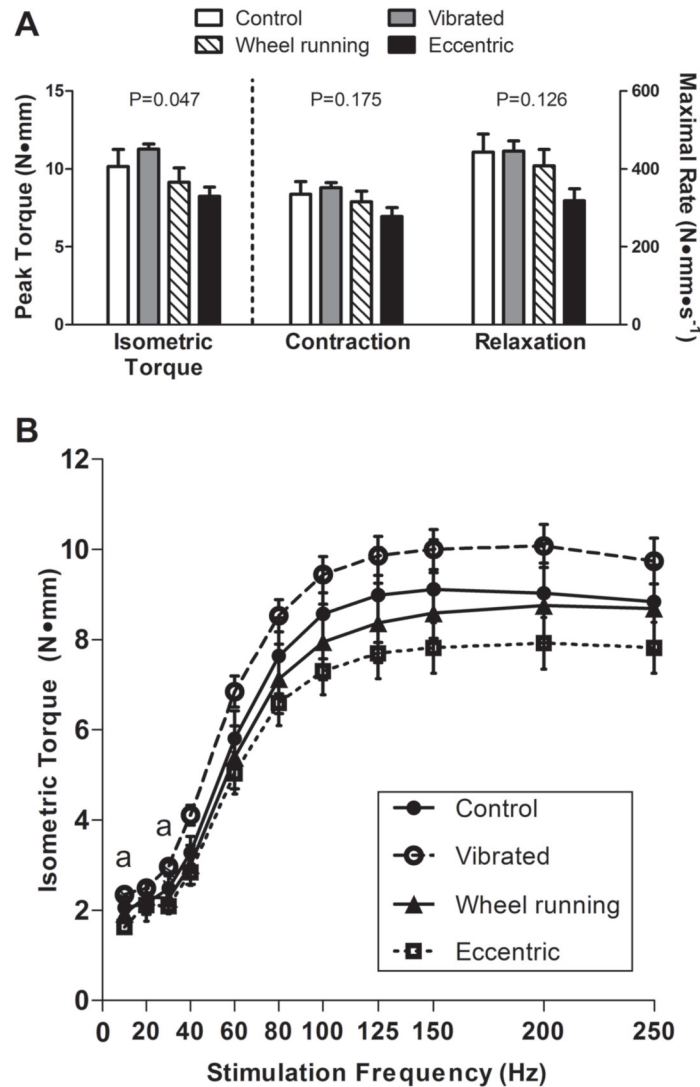 A
Control
Vibrated
Wheel running
Eccentric
Peak Torque (N•mm)
15
10
5
0
P=0.047
P=0.175
P=0.126
600
400
200
0
Maximal Rate (N•mm•s-1)
Isometric
Torque
Contraction
Relaxation
B
Isometric Torque (N•mm)
12
10
8
6
4
2
0
a
a
Control
Vibrated
Wheel running
Eccentric
0 20 40 60 80 100 125 150 200 250
Stimulation Frequency (Hz)